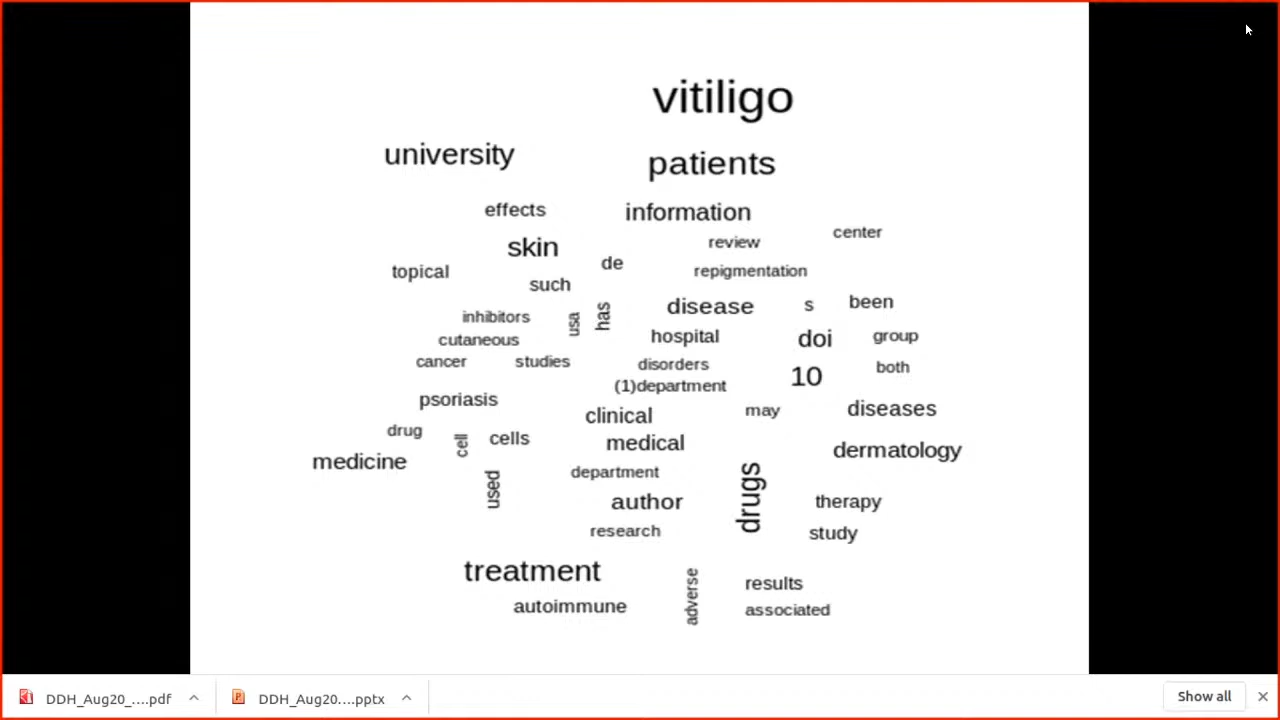 vitiligo
university
patients
effects
information
center
skin
review
de
topical
repigmentation
such
disease
s
been
inhibitors
usa
has
cutaneous
hospital
doi
group
cancer
studies
disorders
both
(1)department
10
psoriasis
clinical
may
diseases
drug
cell
cells
medical
dermatology
medicine
department
used
author
drugs
therapy
research
study
treatment
adverse
results
autoimmune
associated
DDH_Aug20_....pdf
DDH_Aug20....pptx
Show all